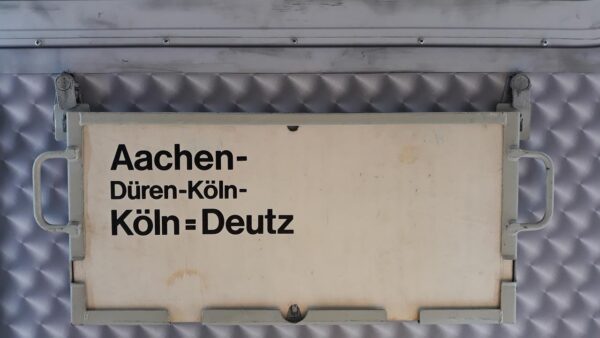 Aachen-
Düren-Köln-
Köln=Deutz